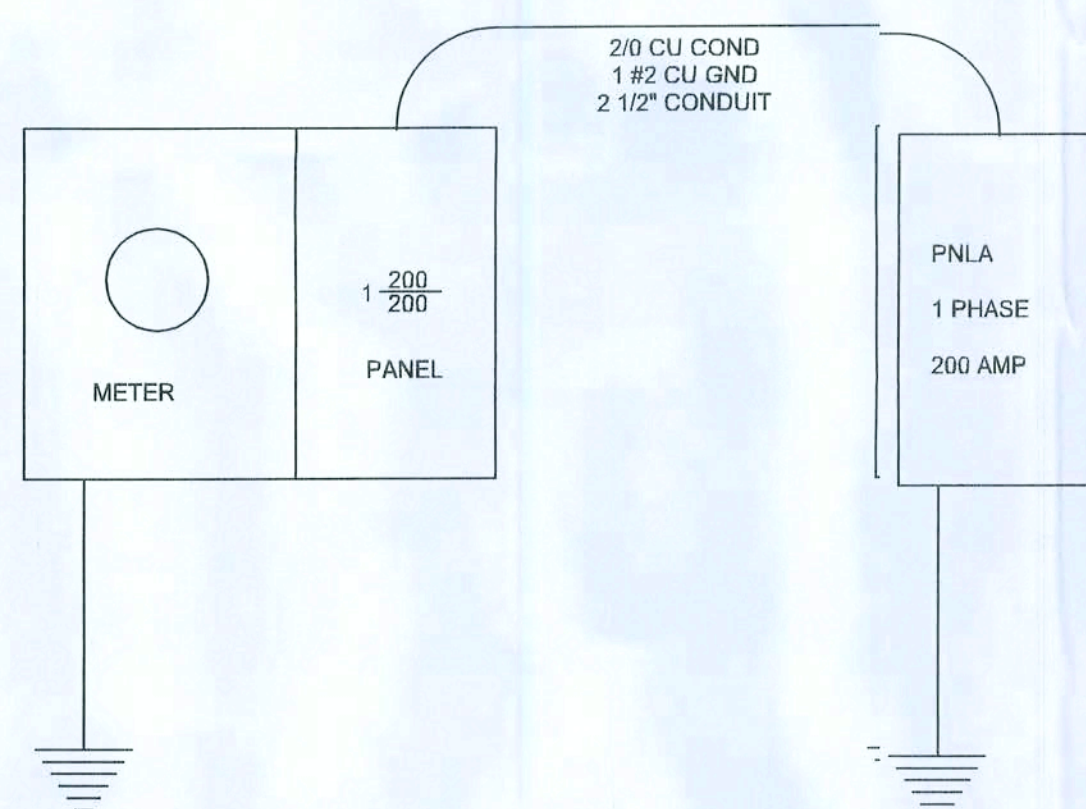 2/0 CU COND
1 #2 CU GND
2 1/2" CONDUIT
METER
1 200/200
PANEL
PNLA
1 PHASE
200 AMP